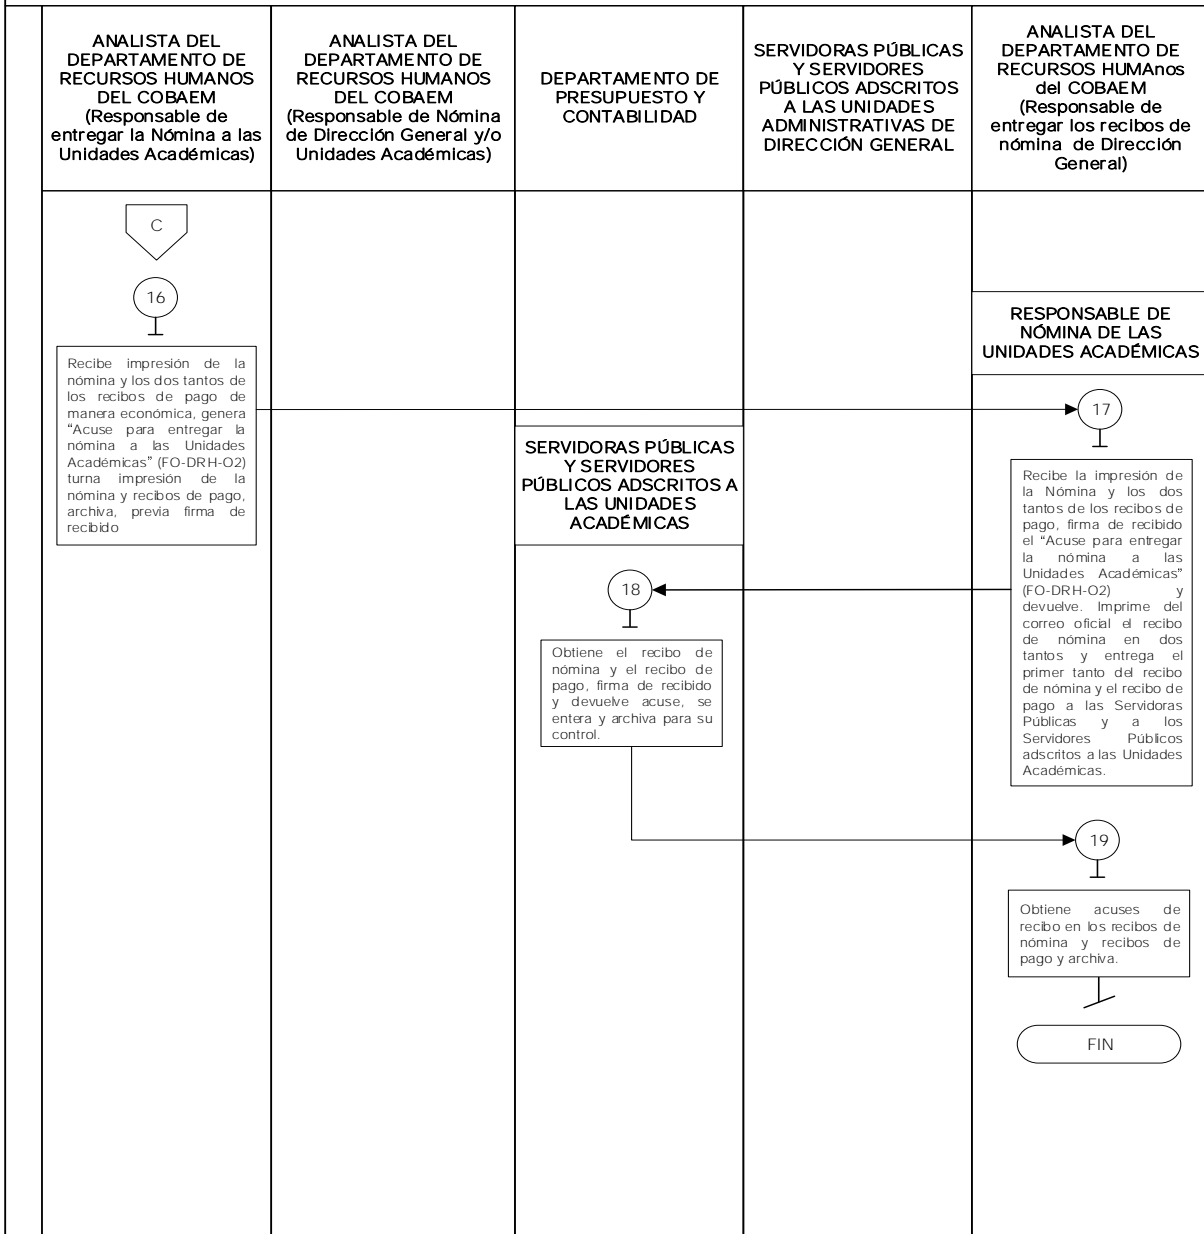 ANALISTA DEL
DEPARTAMENTO DE
RECURSOS HUMANOS
DEL COBAEM
(Responsable de
entregar la Nómina a las
Unidades Académicas)
ANALISTA DEL
DEPARTAMENTO DE
RECURSOS HUMANOS
DEL COBAEM
(Responsable de Nómina
de Dirección General y/o
Unidades Académicas)
DEPARTAMENTO DE
PRESUPUESTO Y
CONTABILIDAD
SERVIDORAS PÚBLICAS
Y SERVIDORES
PÚBLICOS ADSCRITOS
A LAS UNIDADES
ADMINISTRATIVAS DE
DIRECCIÓN GENERAL
ANALISTA DEL
DEPARTAMENTO DE
RECURSOS HUMAnos
del COBAEM
(Responsable de
entregar los recibos de
nómina de Dirección
General)
C
16
Recibe impresión de la
nómina y los dos tantos de
los recibos de pago de
manera económica, genera
“Acuse para entregar la
nómina a las Unidades
Académicas” (FO-DRH-O2)
turna impresión de la
nómina y recibos de pago,
archiva, previa firma de
recibido
RESPONSABLE DE
NÓMINA DE LAS
UNIDADES ACADÉMICAS
17
Recibe la impresión de
la Nómina y los dos
tantos de los recibos de
pago, firma de recibido
el “Acuse para entregar
la nómina a las
Unidades Académicas”
(FO-DRH-O2) y
devuelve. Imprime del
correo oficial el recibo
de nómina en dos
tantos y entrega el
primer tanto del recibo
de nómina y el recibo de
pago a las Servidoras
Públicas y a los
Servidores Públicos
adscritos a las Unidades
Académicas.
SERVIDORAS PÚBLICAS
Y SERVIDORES
PÚBLICOS ADSCRITOS A
LAS UNIDADES
ACADÉMICAS
18
Obtiene el recibo de
nómina y el recibo de
pago, firma de recibido
y devuelve acuse, se
entera y archiva para su
control.
19
Obtiene acuses de
recibo en los recibos de
nómina y recibos de
pago y archiva.
FIN